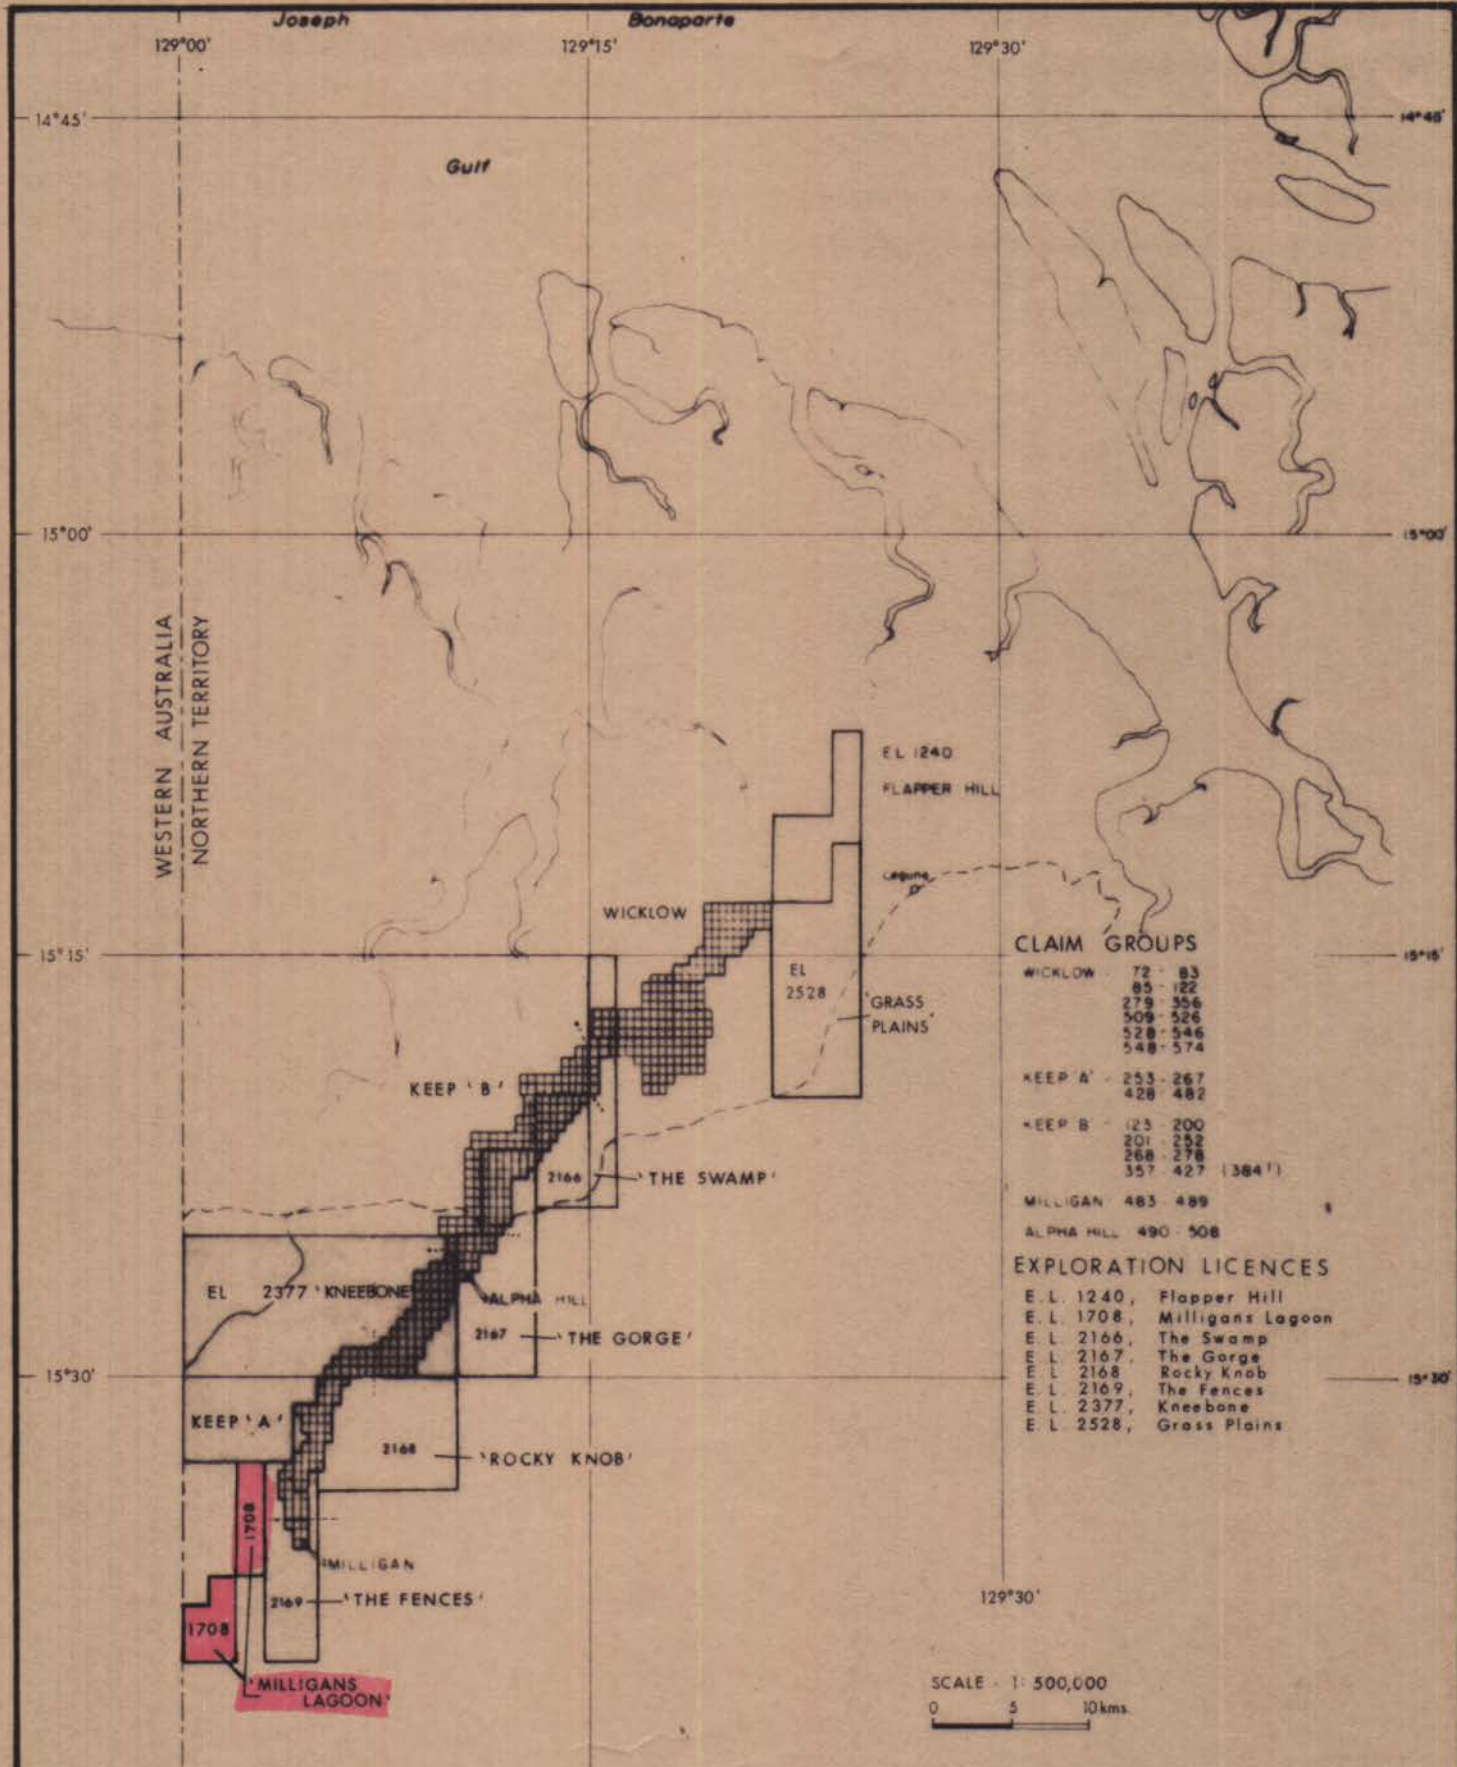 Joseph Bonaparte
129°00' 129°15' 129°30'
14°45' 14°45'
Gulf
15°00' 15°00'
WESTERN AUSTRALIA
NORTHERN TERRITORY
EL 1240
FLAPPER HILL
Legune
WICKLOW
15°15' 15°15'
EL
2528
'GRASS
PLAINS'
KEEP 'B'
2166 'THE SWAMP'
EL 2377 'KNEEBONE'
ALPHA HILL
2167 'THE GORGE'
15°30' 15°30'
KEEP 'A'
2168 'ROCKY KNOB'
1708
MILLIGAN
2169 'THE FENCES'
1708
'MILLIGANS
LAGOON'
CLAIM GROUPS
WICKLOW - 72 - 83
85 - 122
279 - 356
509 - 526
528 - 546
548 - 574
KEEP 'A' - 253 - 267
428 - 482
KEEP B - 123 - 200
201 - 252
268 - 278
357 - 427 (384')
MILLIGAN 483 - 489
ALPHA HILL 490 - 508
EXPLORATION LICENCES
E.L. 1240, Flapper Hill
E.L. 1708, Milligans Lagoon
E.L. 2166, The Swamp
E.L. 2167, The Gorge
E.L. 2168 Rocky Knob
E.L. 2169, The Fences
E.L. 2377, Kneebone
E.L. 2528, Grass Plains
129°30'
SCALE - 1: 500,000
0 5 10 kms.